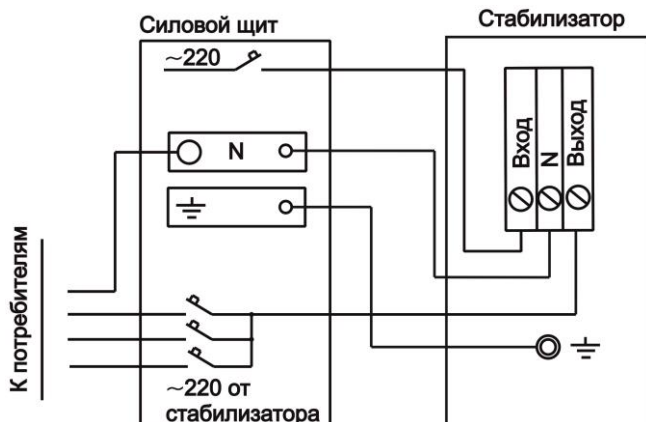 Силовой щит
Стабилизатор
~220
Вход
N
Выход
N
К потребителям
~220 от
стабилизатора